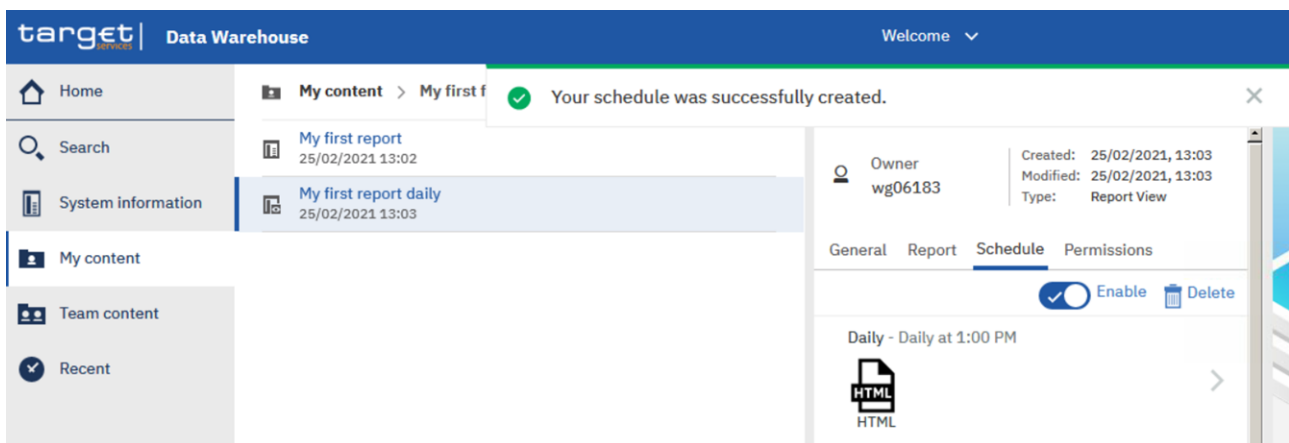 target services | Data Warehouse
Welcome
Home
Search
System information
My content
Team content
Recent
My content > My first f
Your schedule was successfully created.
My first report
25/02/2021 13:02
My first report daily
25/02/2021 13:03
Owner
wg06183
Created: 25/02/2021, 13:03
Modified: 25/02/2021, 13:03
Type: Report View
General Report Schedule Permissions
Enable Delete
Daily - Daily at 1:00 PM
HTML
HTML